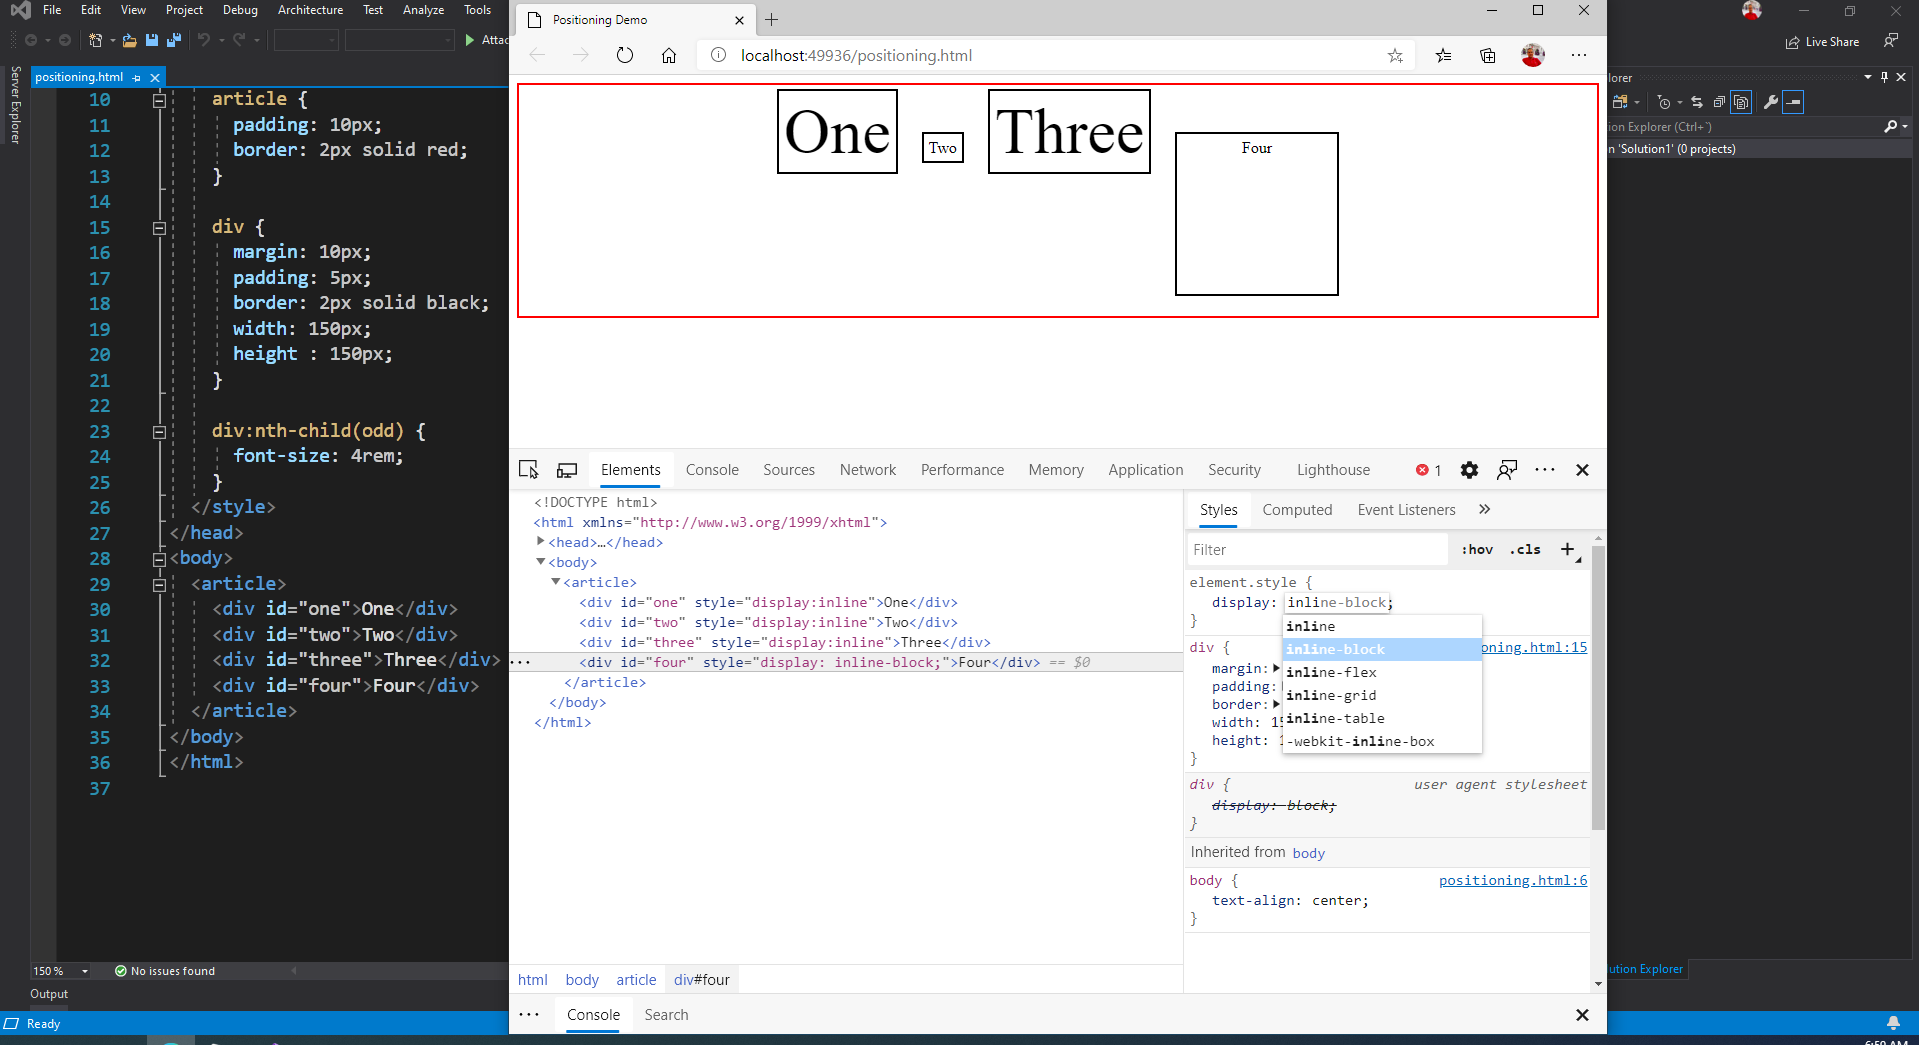 File Edit View Project Debug Architecture Test Analyze Tools
Attac
Live Share
Server Explorer
positioning.html
10 article {
11 padding: 10px;
12 border: 2px solid red;
13 }
14
15 div {
16 margin: 10px;
17 padding: 5px;
18 border: 2px solid black;
19 width: 150px;
20 height : 150px;
21 }
22
23 div:nth-child(odd) {
24 font-size: 4rem;
25 }
26 </style>
27 </head>
28 <body>
29 <article>
30 <div id="one">One</div>
31 <div id="two">Two</div>
32 <div id="three">Three</div>
33 <div id="four">Four</div>
34 </article>
35 </body>
36 </html>
37
150 % No issues found
Output
Ready
Positioning Demo
localhost:49936/positioning.html
One
Two
Three
Four
Elements Console Sources Network Performance Memory Application Security Lighthouse 1
<!DOCTYPE html>
<html xmlns="http://www.w3.org/1999/xhtml">
<head>…</head>
<body>
<article>
<div id="one" style="display:inline">One</div>
<div id="two" style="display:inline">Two</div>
<div id="three" style="display:inline">Three</div>
<div id="four" style="display: inline-block;">Four</div> == $0
</article>
</body>
</html>
html body article div#four
Console Search
Styles Computed Event Listeners
Filter :hov .cls
element.style {
display: inline-block;
}
inline
inline-block
inline-flex
inline-grid
inline-table
-webkit-inline-box
div { oning.html:15
margin:
padding:
border:
width: 15
height: 1
}
div { user agent stylesheet
display: block;
}
Inherited from body
body { positioning.html:6
text-align: center;
}
lorer
ion Explorer (Ctrl+¨)
n 'Solution1' (0 projects)
ution Explorer